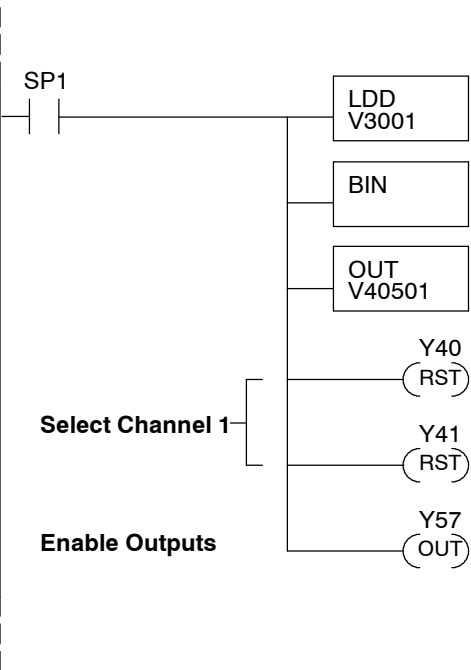 SP1
LDD
V3001
BIN
OUT
V40501
Y40
RST
Select Channel 1
Y41
RST
Y57
Enable Outputs
OUT